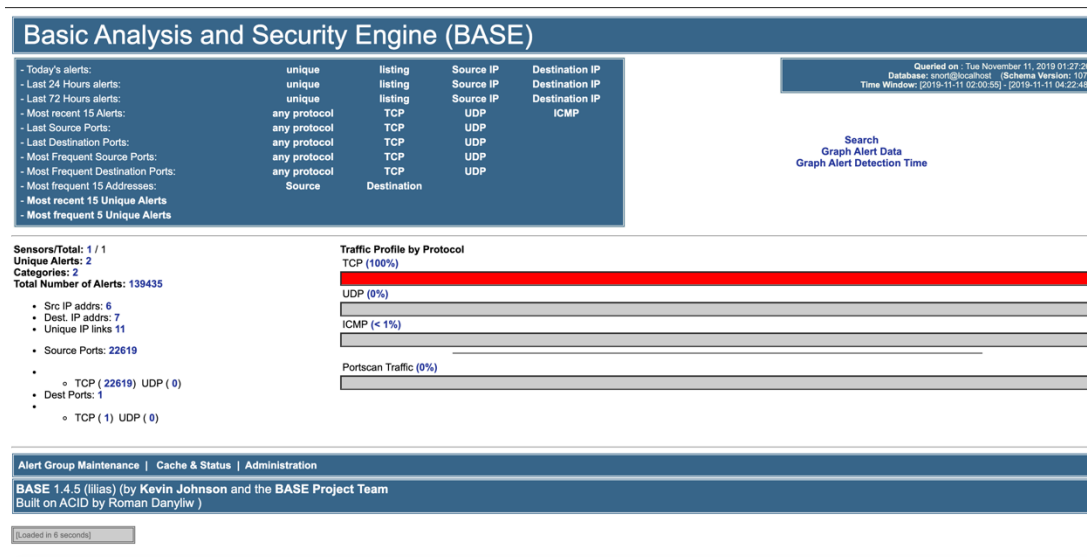 Basic Analysis and Security Engine (BASE)
- Today's alerts: unique listing Source IP Destination IP
- Last 24 Hours alerts: unique listing Source IP Destination IP
- Last 72 Hours alerts: unique listing Source IP Destination IP
- Most recent 15 Alerts: any protocol TCP UDP ICMP
- Last Source Ports: any protocol TCP UDP
- Last Destination Ports: any protocol TCP UDP
- Most Frequent Source Ports: any protocol TCP UDP
- Most Frequent Destination Ports: any protocol TCP UDP
- Most frequent 15 Addresses: Source Destination
- Most recent 15 Unique Alerts
- Most frequent 5 Unique Alerts
Queried on : Tue November 11, 2019 01:27:2
Database: snort@localhost (Schema Version: 107
Time Window: [2019-11-11 02:00:55] - [2019-11-11 04:22:48
Search
Graph Alert Data
Graph Alert Detection Time
Sensors/Total: 1 / 1
Unique Alerts: 2
Categories: 2
Total Number of Alerts: 139435
• Src IP addrs: 6
• Dest. IP addrs: 7
• Unique IP links 11
• Source Ports: 22619
•
○ TCP ( 22619) UDP ( 0)
• Dest Ports: 1
•
○ TCP ( 1) UDP ( 0)
Traffic Profile by Protocol
TCP (100%)
UDP (0%)
ICMP (< 1%)
Portscan Traffic (0%)
Alert Group Maintenance | Cache & Status | Administration
BASE 1.4.5 (lilias) (by Kevin Johnson and the BASE Project Team
Built on ACID by Roman Danyliw )
[Loaded in 6 seconds]